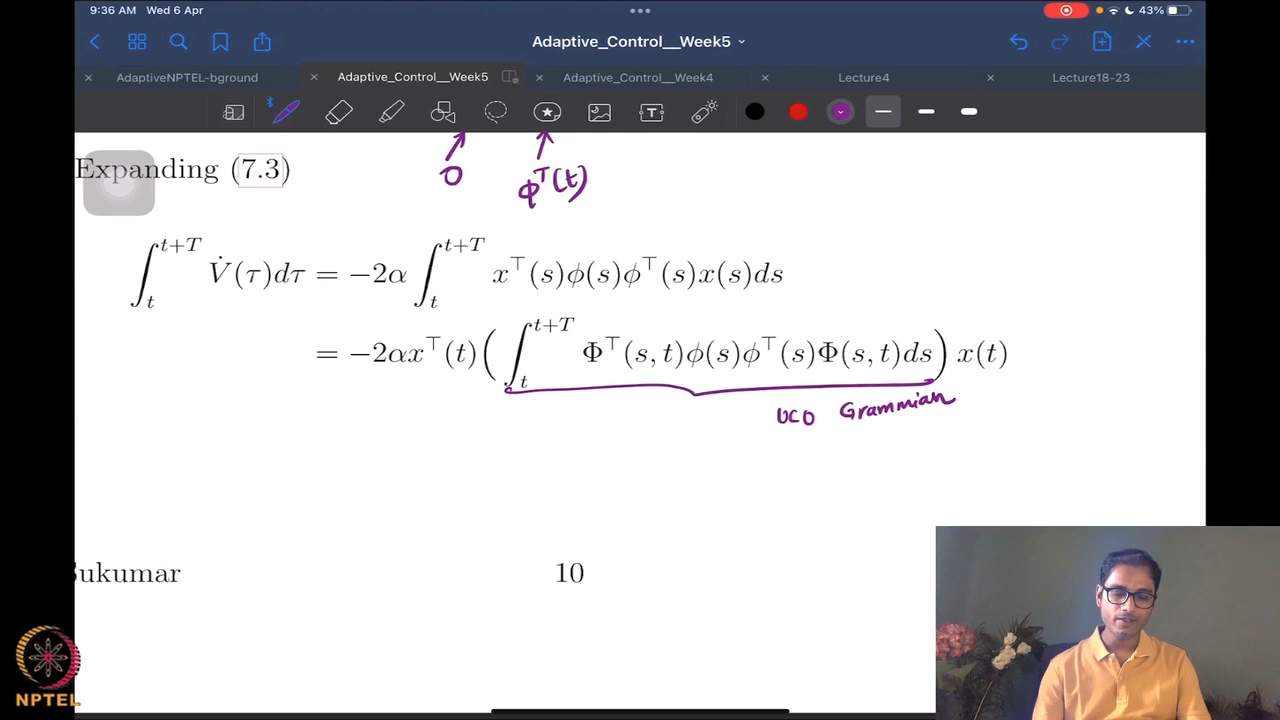 9:36 AM Wed 6 Apr
43%
Adaptive_Control__Week5
AdaptiveNPTEL-bground
Adaptive_Control__Week5
Adaptive_Control__Week4
Lecture4
Lecture18-23
Expanding (7.3)
0
ϕ^⊤(t)
∫_t^{t+T} V̇(τ)dτ = −2α ∫_t^{t+T} x^⊤(s)ϕ(s)ϕ^⊤(s)x(s)ds
= −2αx^⊤(t)(∫_t^{t+T} Φ^⊤(s,t)ϕ(s)ϕ^⊤(s)Φ(s,t)ds) x(t)
UCO Grammian
Sukumar
10
NPTEL